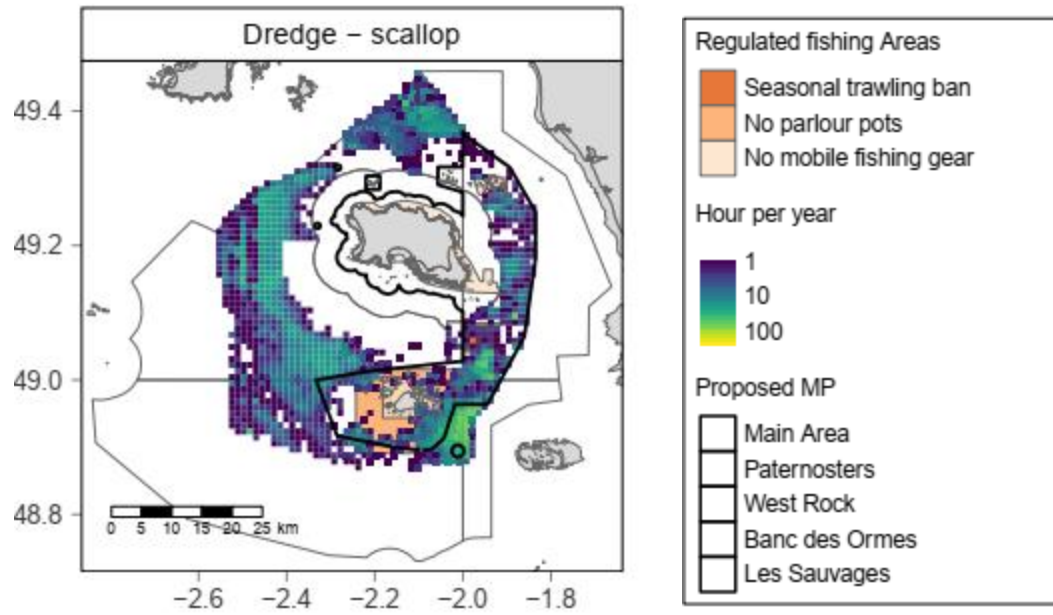 Dredge – scallop
49.4
49.2
49.0
48.8
0 5 10 15 20 25 km
−2.6 −2.4 −2.2 −2.0 −1.8
Regulated fishing Areas
Seasonal trawling ban
No parlour pots
No mobile fishing gear
Hour per year
1
10
100
Proposed MP
Main Area
Paternosters
West Rock
Banc des Ormes
Les Sauvages